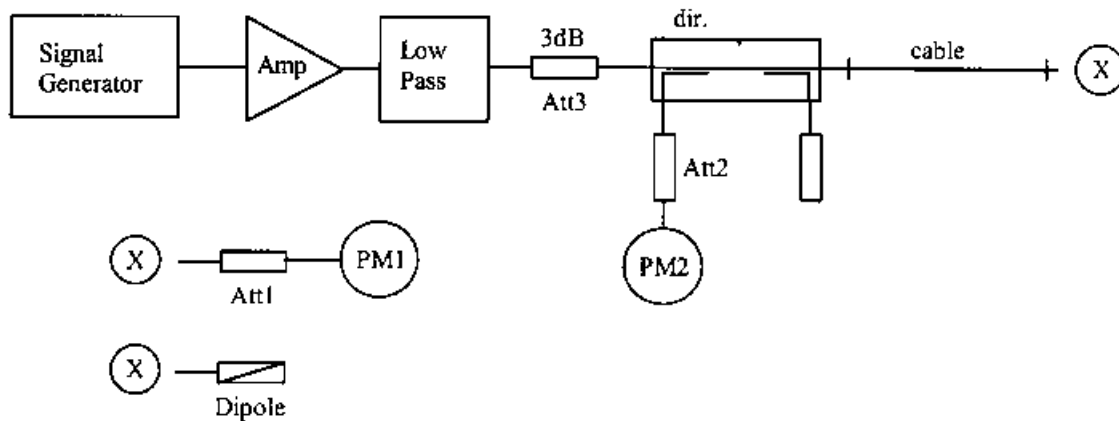 Signal
Generator
Amp
Low
Pass
3dB
Att3
dir.
cable
X
Att2
PM2
X
Att1
PM1
X
Dipole